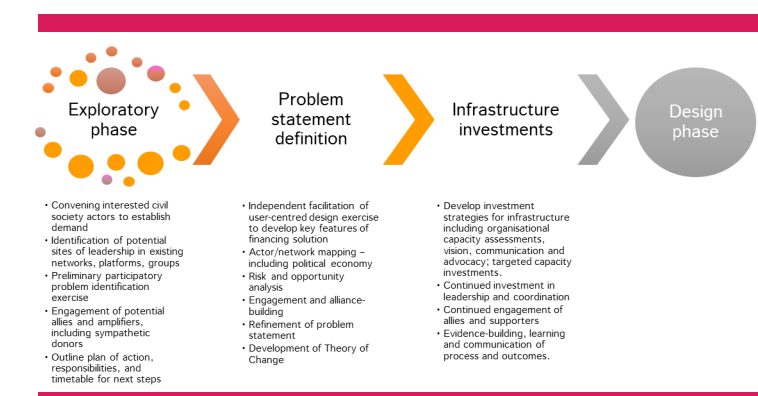 Exploratory
phase
Problem
statement
definition
Infrastructure
investments
Design
phase
• Convening interested civil
society actors to establish
demand
• Identification of potential
sites of leadership in existing
networks, platforms, groups
• Preliminary participatory
problem identification
exercise
• Engagement of potential
allies and amplifiers,
including sympathetic
donors
• Outline plan of action,
responsibilities, and
timetable for next steps
• Independent facilitation of
user-centred design exercise
to develop key features of
financing solution
• Actor/network mapping –
including political economy
• Risk and opportunity
analysis
• Engagement and alliance-
building
• Refinement of problem
statement
• Development of Theory of
Change
• Develop investment
strategies for infrastructure
including organisational
capacity assessments,
vision, communication and
advocacy; targeted capacity
investments.
• Continued investment in
leadership and coordination
• Continued engagement of
allies and supporters
• Evidence-building, learning
and communication of
process and outcomes.